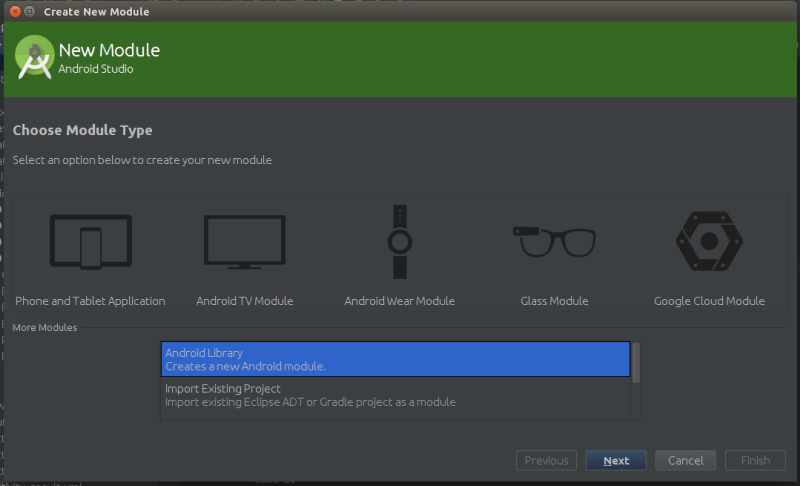 Create New Module
New Module
Android Studio
Choose Module Type
Select an option below to create your new module
Phone and Tablet Application
Android TV Module
Android Wear Module
Glass Module
Google Cloud Module
More Modules
Android Library
Creates a new Android module.
Import Existing Project
Import existing Eclipse ADT or Gradle project as a module
Previous
Next
Cancel
Finish